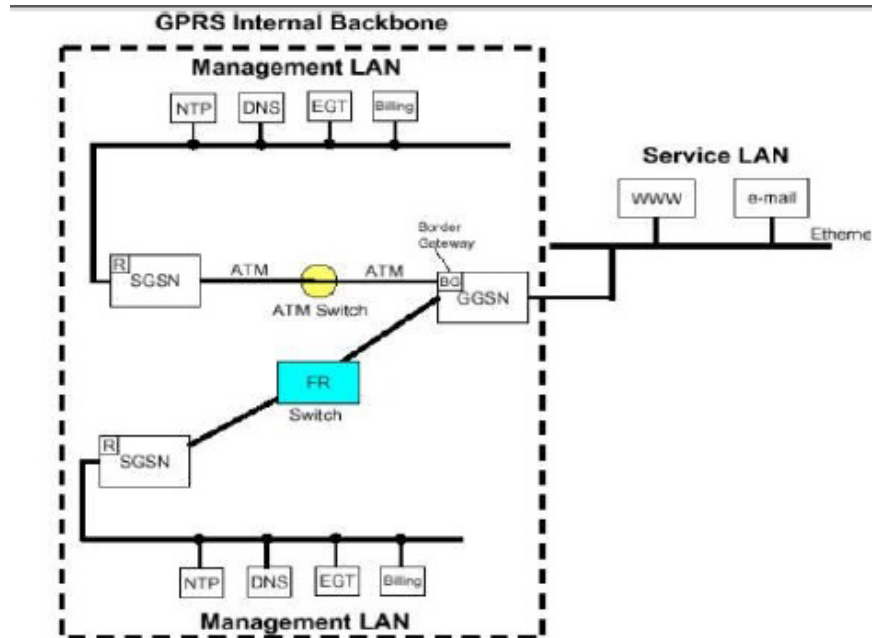 GPRS Internal Backbone
Management LAN
NTP DNS EGT Billing
Service LAN
WWW e-mail
Etherne
Border
Gateway
R SGSN ATM ATM BG GGSN
ATM Switch
FR
Switch
R SGSN
NTP DNS EGT Billing
Management LAN